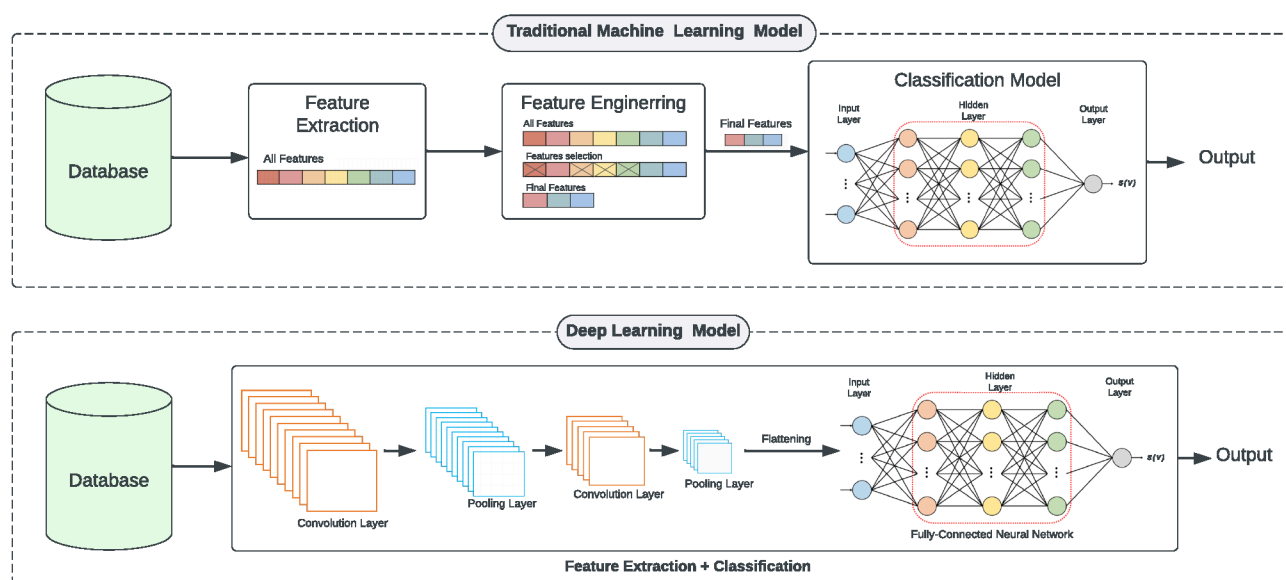 Traditional Machine Learning Model
Database
Feature
Extraction
All Features
Feature Enginerring
All Features
Features selection
Final Features
Final Features
Classification Model
Input
Layer
Hidden
Layer
Output
Layer
S(V)
Output
Deep Learning Model
Database
Convolution Layer
Pooling Layer
Convolution Layer
Pooling Layer
Flattening
Input
Layer
Hidden
Layer
Output
Layer
S(V)
Fully-Connected Neural Network
Output
Feature Extraction + Classification